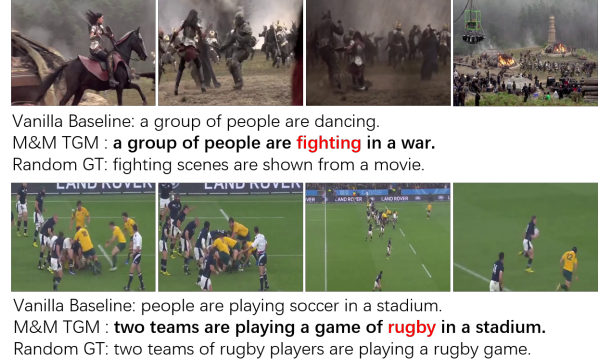 Vanilla Baseline: a group of people are dancing.
M&M TGM : a group of people are fighting in a war.
Random GT: fighting scenes are shown from a movie.
LAND ROVER
LAND ROVER
LAND ROVER
Vanilla Baseline: people are playing soccer in a stadium.
M&M TGM : two teams are playing a game of rugby in a stadium.
Random GT: two teams of rugby players are playing a rugby game.